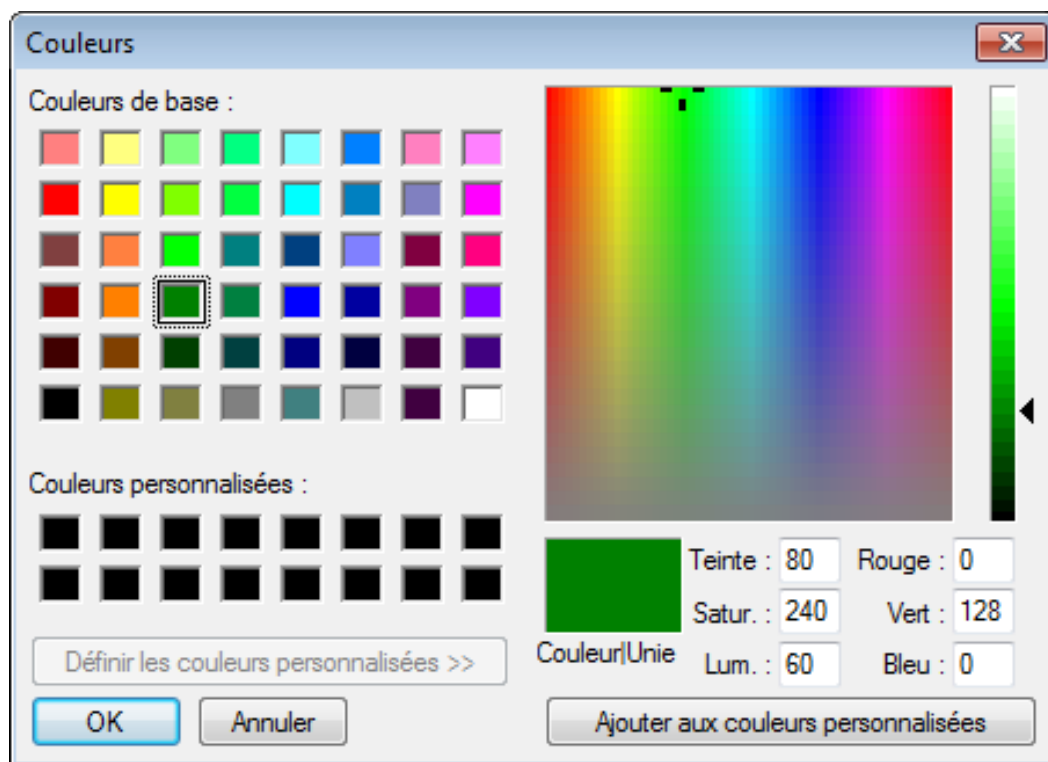 Couleurs
Couleurs de base :
Couleurs personnalisées :
Définir les couleurs personnalisées >>
OK
Annuler
Teinte : 80
Rouge : 0
Satur. : 240
Vert : 128
Couleur|Unie
Lum. : 60
Bleu : 0
Ajouter aux couleurs personnalisées